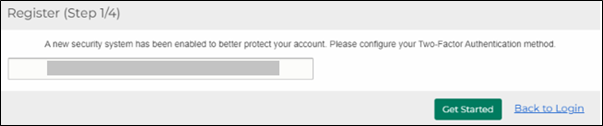 Register (Step 1/4)
A new security system has been enabled to better protect your account. Please configure your Two-Factor Authentication method.
Get Started Back to Login